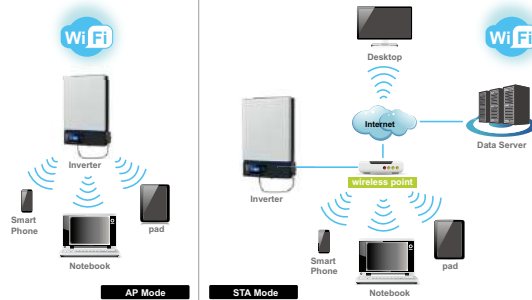 WiFi
Inverter
Smart
Phone
pad
Notebook
AP Mode
WiFi
Desktop
Internet
Data Server
wireless point
Inverter
Smart
Phone
pad
Notebook
STA Mode